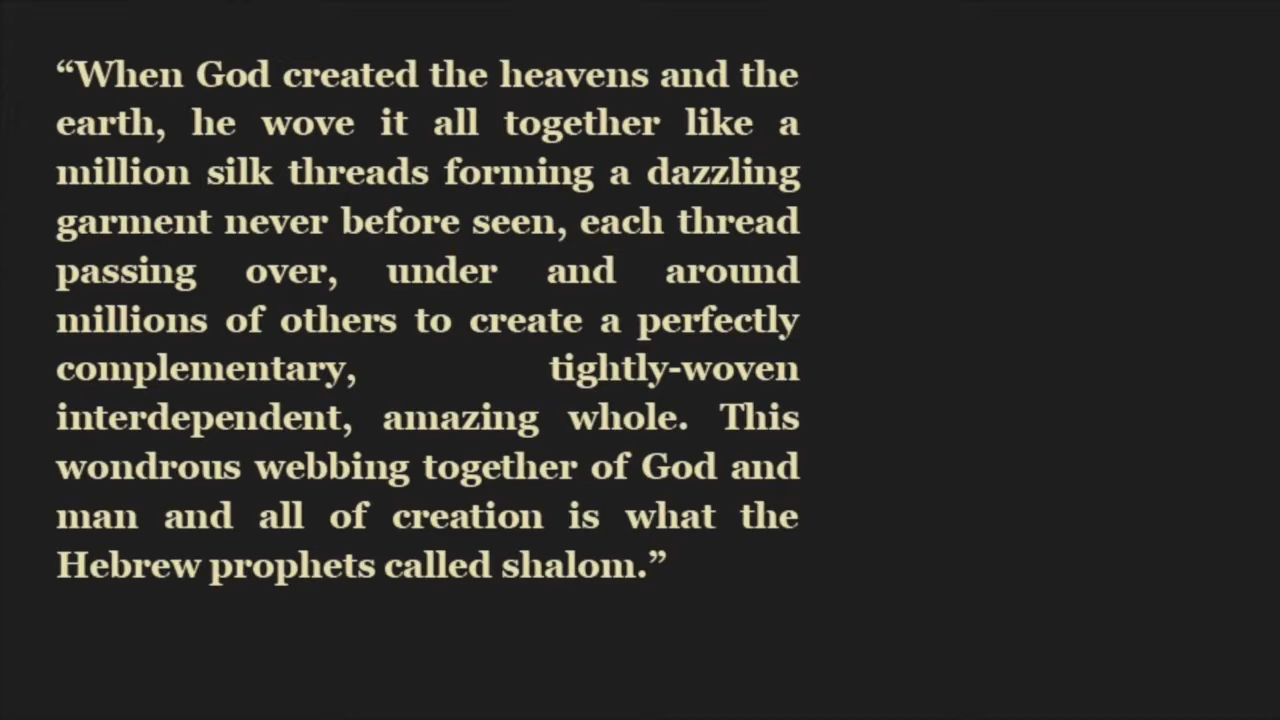 “When God created the heavens and the
earth, he wove it all together like a
million silk threads forming a dazzling
garment never before seen, each thread
passing over, under and around
millions of others to create a perfectly
complementary, tightly-woven
interdependent, amazing whole. This
wondrous webbing together of God and
man and all of creation is what the
Hebrew prophets called shalom.”